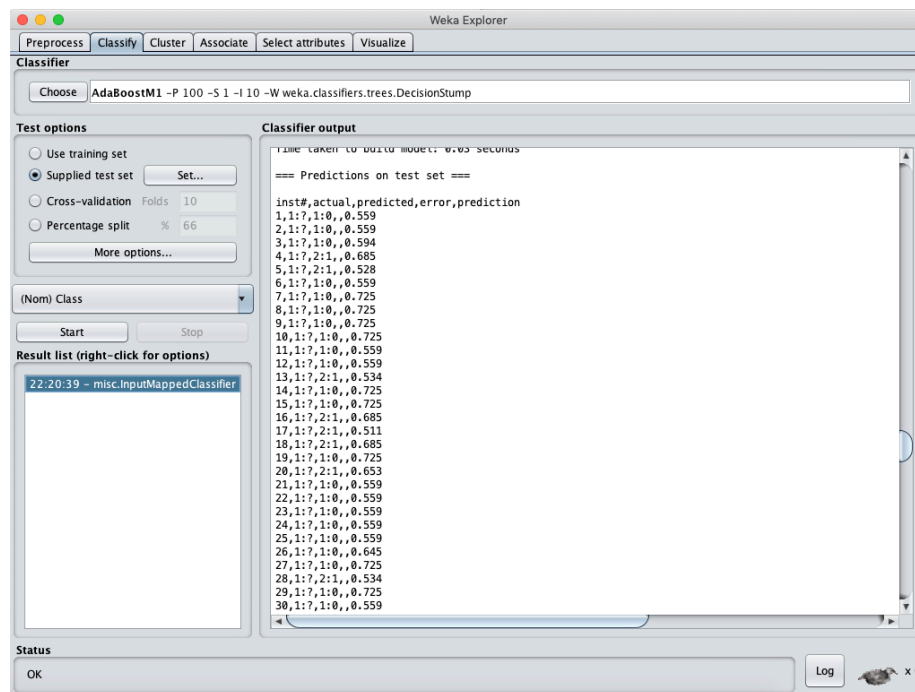 Weka Explorer
Preprocess Classify Cluster Associate Select attributes Visualize
Classifier
Choose AdaBoostM1 -P 100 -S 1 -I 10 -W weka.classifiers.trees.DecisionStump
Test options
Use training set
Supplied test set Set...
Cross-validation Folds 10
Percentage split % 66
More options...
(Nom) Class
Start Stop
Result list (right-click for options)
22:20:39 - misc.InputMappedClassifier
Classifier output
Time taken to build model: 0.03 seconds
=== Predictions on test set ===
inst#,actual,predicted,error,prediction
1,1:?,1:0,,0.559
2,1:?,1:0,,0.559
3,1:?,1:0,,0.594
4,1:?,2:1,,0.685
5,1:?,2:1,,0.528
6,1:?,1:0,,0.559
7,1:?,1:0,,0.725
8,1:?,1:0,,0.725
9,1:?,1:0,,0.725
10,1:?,1:0,,0.725
11,1:?,1:0,,0.559
12,1:?,1:0,,0.559
13,1:?,2:1,,0.534
14,1:?,1:0,,0.725
15,1:?,1:0,,0.725
16,1:?,2:1,,0.685
17,1:?,2:1,,0.511
18,1:?,2:1,,0.685
19,1:?,1:0,,0.725
20,1:?,2:1,,0.653
21,1:?,1:0,,0.559
22,1:?,1:0,,0.559
23,1:?,1:0,,0.559
24,1:?,1:0,,0.559
25,1:?,1:0,,0.559
26,1:?,1:0,,0.645
27,1:?,1:0,,0.725
28,1:?,2:1,,0.534
29,1:?,1:0,,0.725
30,1:?,1:0,,0.559
Status
OK
Log
x